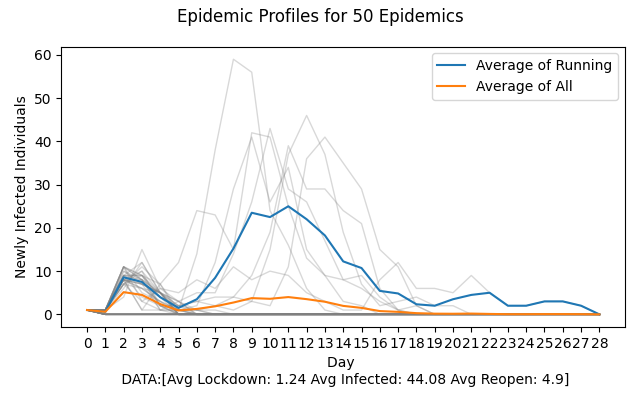 Epidemic Profiles for 50 Epidemics
Newly Infected Individuals
60
50
40
30
20
10
0
Average of Running
Average of All
0 1 2 3 4 5 6 7 8 9 10 11 12 13 14 15 16 17 18 19 20 21 22 23 24 25 26 27 28
Day
DATA:[Avg Lockdown: 1.24 Avg Infected: 44.08 Avg Reopen: 4.9]